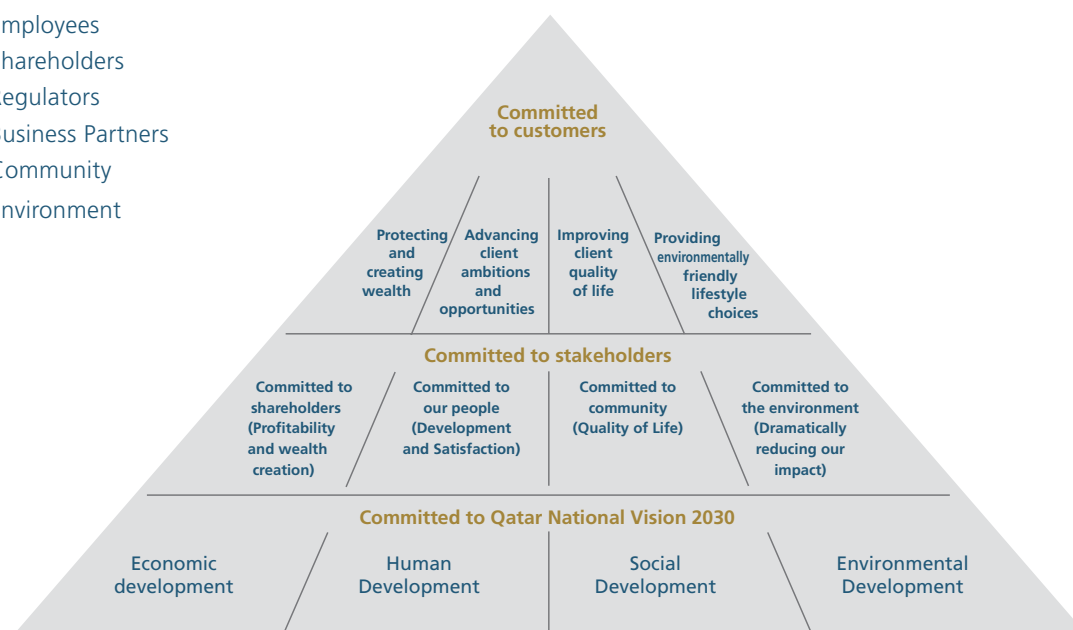 mployees
hareholders
egulators
usiness Partners
ommunity
nvironment
Committed
to customers
Protecting
and
creating
wealth
Advancing
client
ambitions
and
opportunities
Improving
client
quality
of life
Providing
environmentally
friendly
lifestyle
choices
Committed to stakeholders
Committed to
shareholders
(Profitability
and wealth
creation)
Committed to
our people
(Development
and Satisfaction)
Committed to
community
(Quality of Life)
Committed to
the environment
(Dramatically
reducing our
impact)
Committed to Qatar National Vision 2030
Economic
development
Human
Development
Social
Development
Environmental
Development